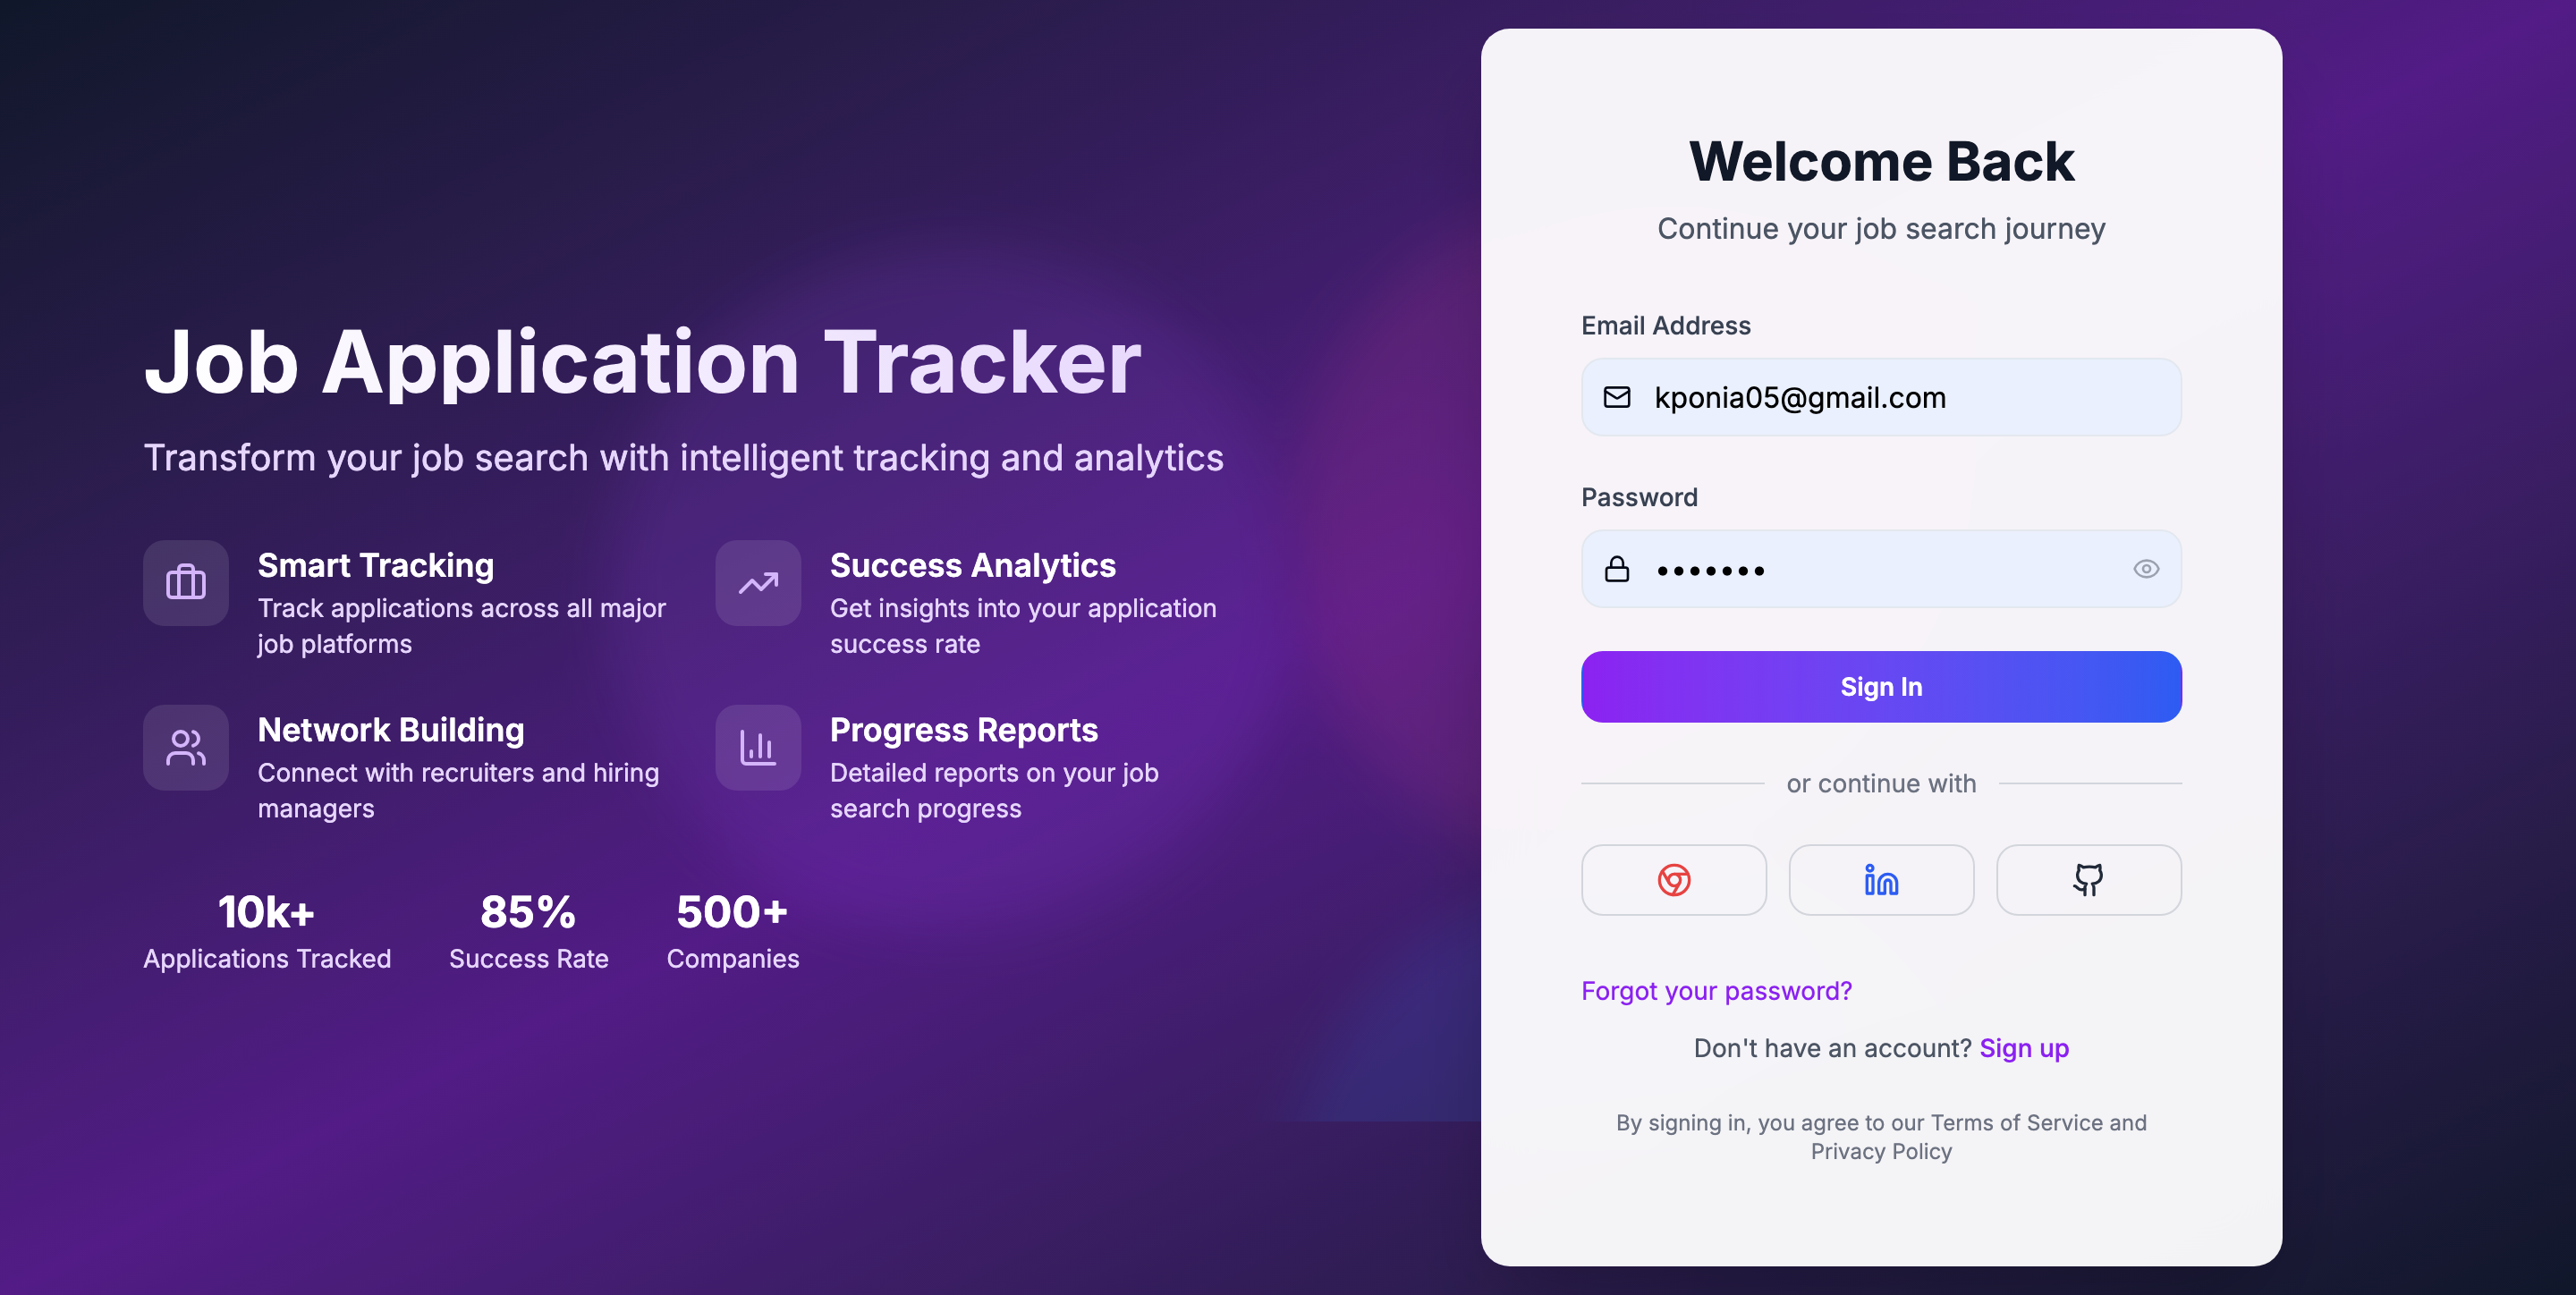 Job Application Tracker
Transform your job search with intelligent tracking and analytics
Smart Tracking
Track applications across all major
job platforms
Success Analytics
Get insights into your application
success rate
Network Building
Connect with recruiters and hiring
managers
Progress Reports
Detailed reports on your job
search progress
10k+
Applications Tracked
85%
Success Rate
500+
Companies
Welcome Back
Continue your job search journey
Email Address
kponia05@gmail.com
Password
•••••••
Sign In
or continue with
in
Forgot your password?
Don't have an account? Sign up
By signing in, you agree to our Terms of Service and
Privacy Policy